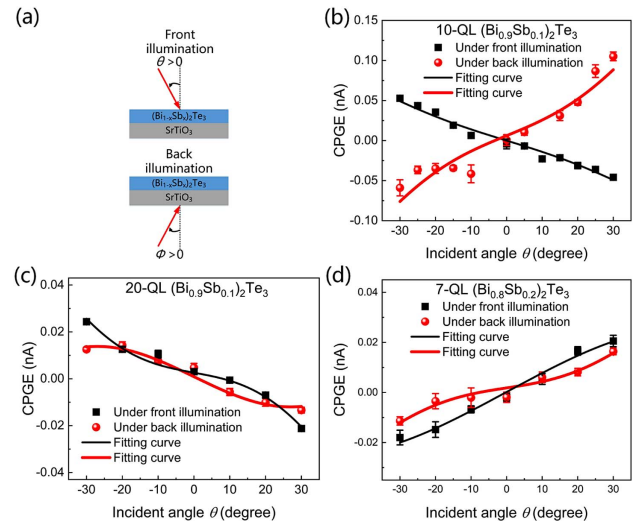 (a)
Front
illumination
θ > 0
(Bi₁₋ₓSbₓ)₂Te₃
SrTiO₃
Back
illumination
(Bi₁₋ₓSbₓ)₂Te₃
SrTiO₃
Φ > 0
(b)
10-QL (Bi₀.₉Sb₀.₁)₂Te₃
Under front illumination
Under back illumination
Fitting curve
Fitting curve
CPGE (nA)
0.15
0.10
0.05
0.00
-0.05
-0.10
-30 -20 -10 0 10 20 30
Incident angle θ (degree)
(c)
20-QL (Bi₀.₉Sb₀.₁)₂Te₃
CPGE (nA)
0.04
0.02
0.00
-0.02
-0.04
Under front illumination
Under back illumination
Fitting curve
Fitting curve
-30 -20 -10 0 10 20 30
Incident angle θ (degree)
(d)
7-QL (Bi₀.₈Sb₀.₂)₂Te₃
Under front illumination
Under back illumination
Fitting curve
Fitting curve
CPGE (nA)
0.04
0.02
0.00
-0.02
-30 -20 -10 0 10 20 30
Incident angle θ (degree)